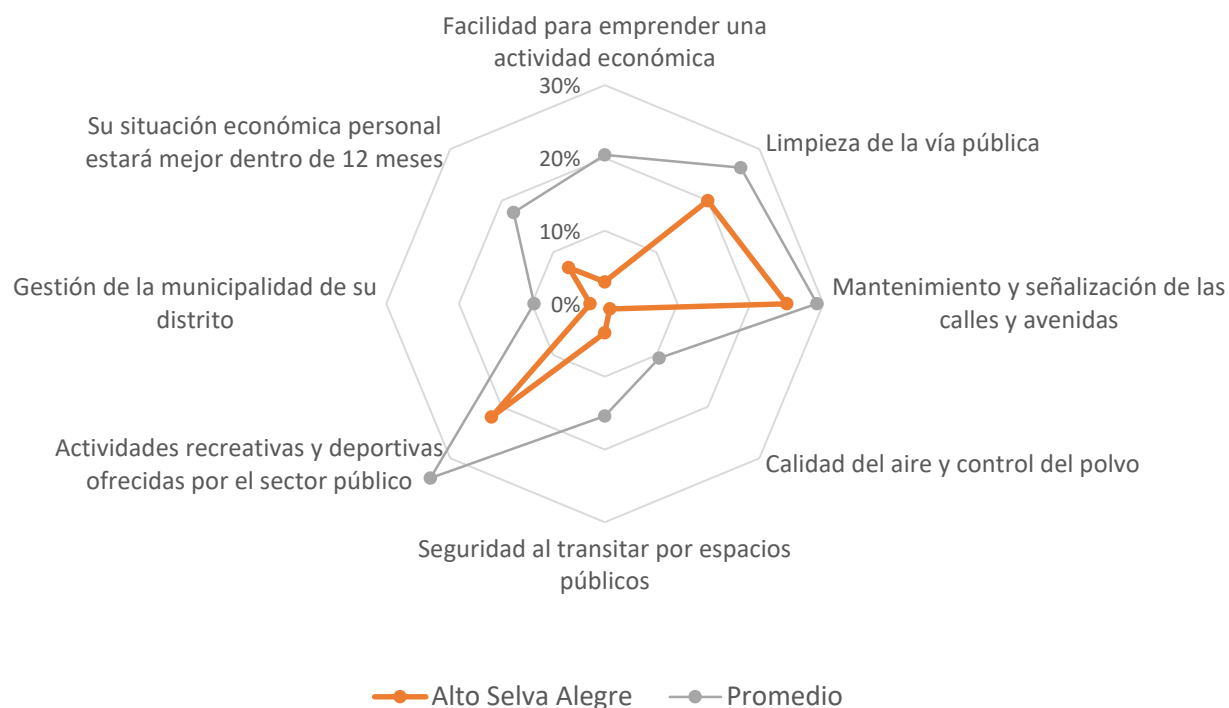 Facilidad para emprender una
actividad económica
30%
Su situación económica personal
estará mejor dentro de 12 meses
Limpieza de la vía pública
20%
10%
Gestión de la municipalidad de su
distrito
0%
Mantenimiento y señalización de las
calles y avenidas
Actividades recreativas y deportivas
ofrecidas por el sector público
Calidad del aire y control del polvo
Seguridad al transitar por espacios
públicos
Alto Selva Alegre
Promedio